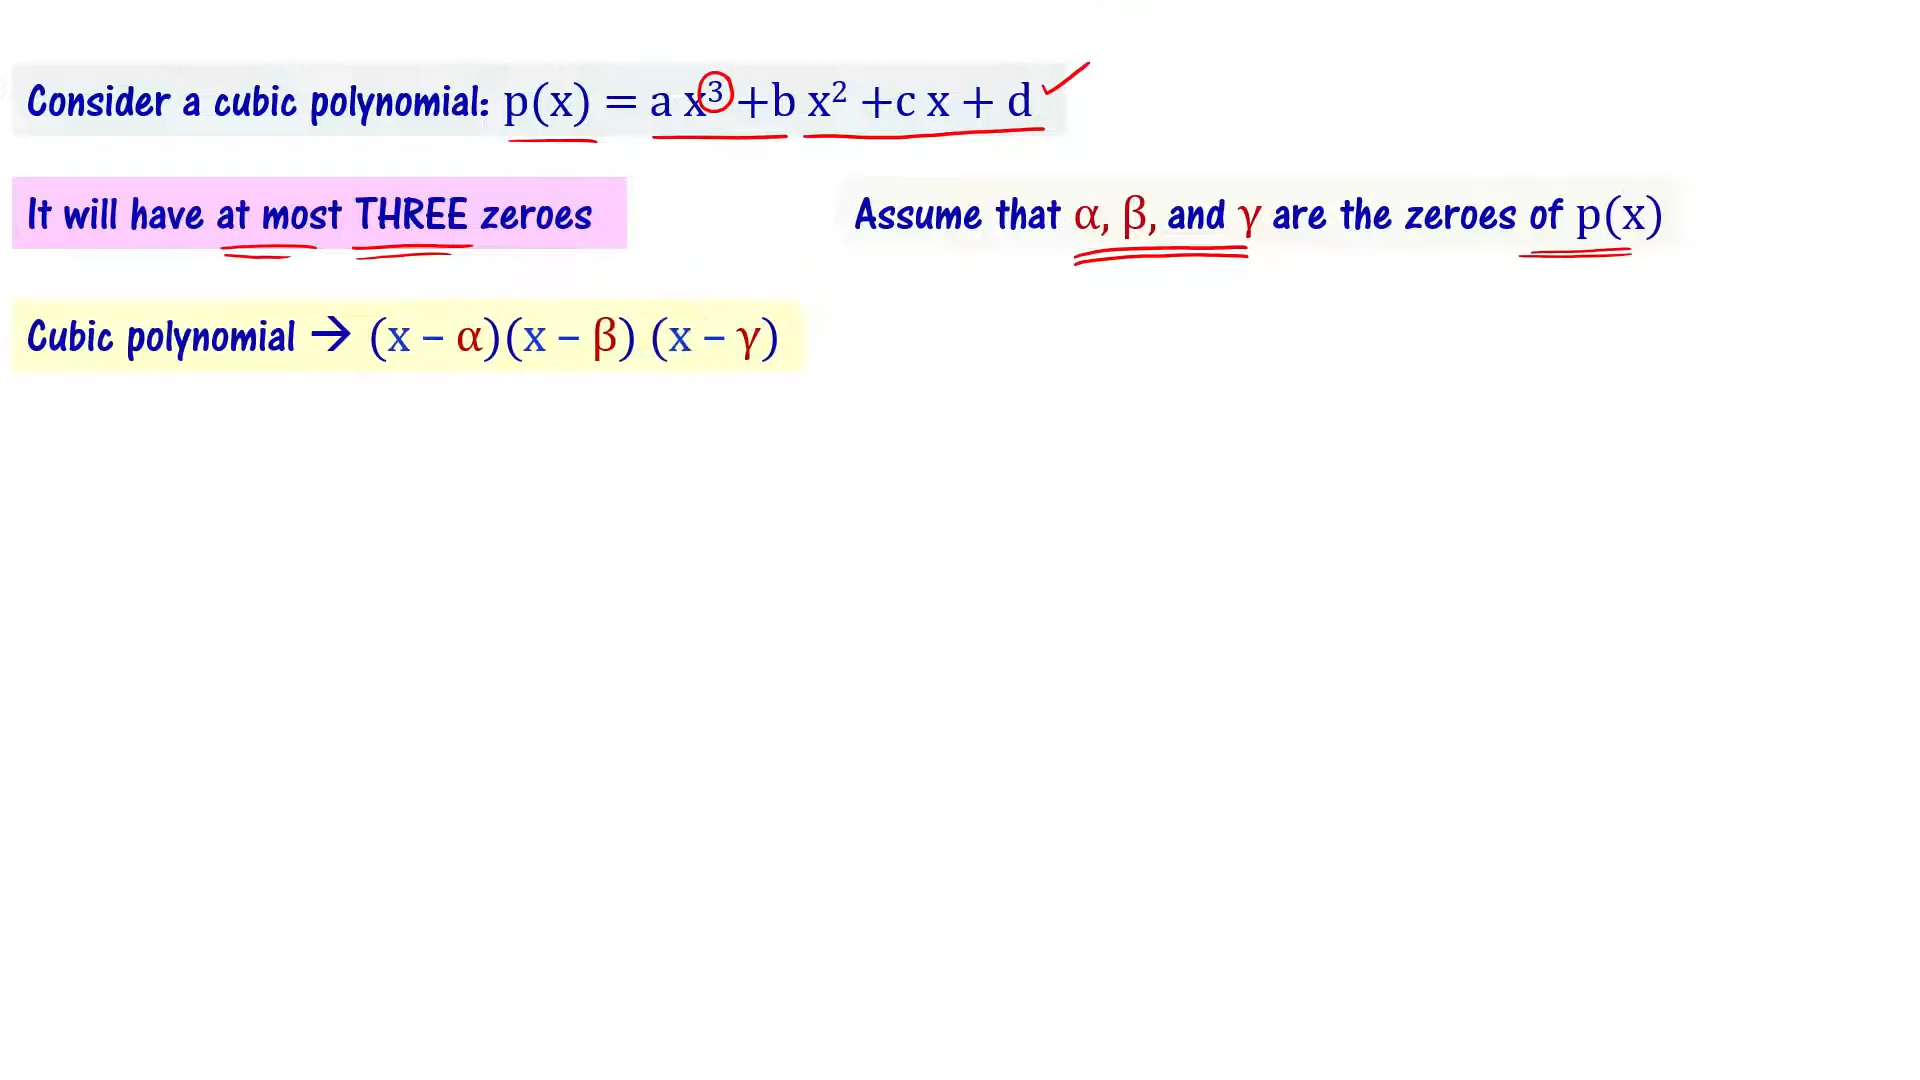 Consider a cubic polynomial: p(x) = a x³ +b x² +c x + d
It will have at most THREE zeroes
Assume that α, β, and γ are the zeroes of p(x)
Cubic polynomial → (x – α)(x – β) (x – γ)